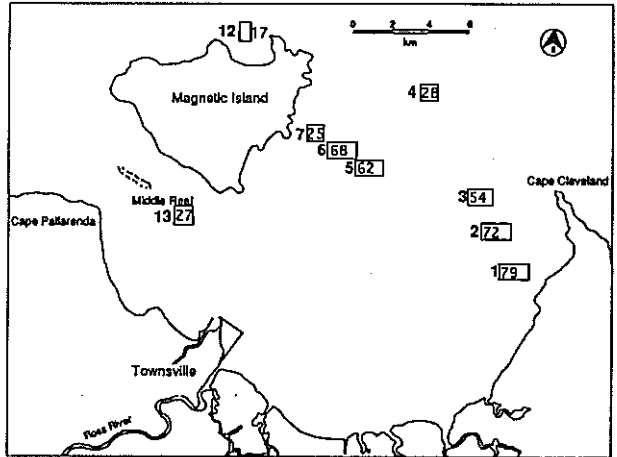 12 17
0 2 4 6
km
4 28
Magnetic Island
7 25
6 68
5 62
Cape Cleveland
3 54
Middle Reef
13 27
Cape Pallarenda
2 72
1 79
Townsville
Ross River